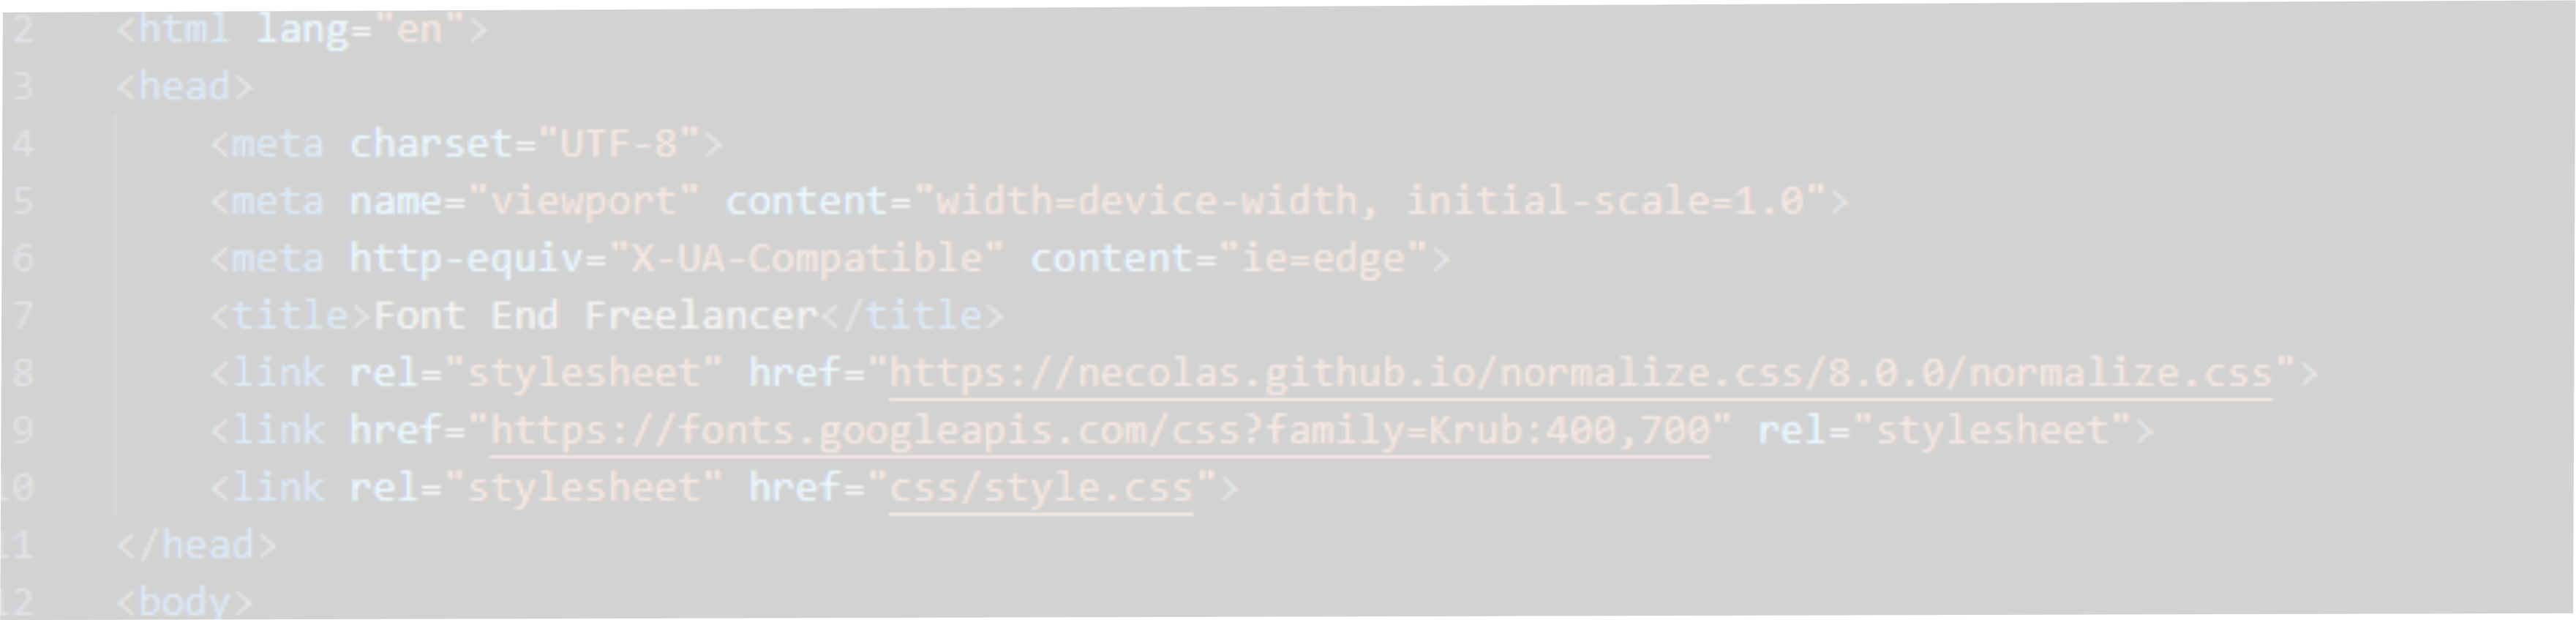 2 <html lang="en">
3 <head>
4 <meta charset="UTF-8">
5 <meta name="viewport" content="width=device-width, initial-scale=1.0">
6 <meta http-equiv="X-UA-Compatible" content="ie=edge">
7 <title>Font End Freelancer</title>
8 <link rel="stylesheet" href="https://necolas.github.io/normalize.css/8.0.0/normalize.css">
9 <link href="https://fonts.googleapis.com/css?family=Krub:400,700" rel="stylesheet">
10 <link rel="stylesheet" href="css/style.css">
11 </head>
12 <body>